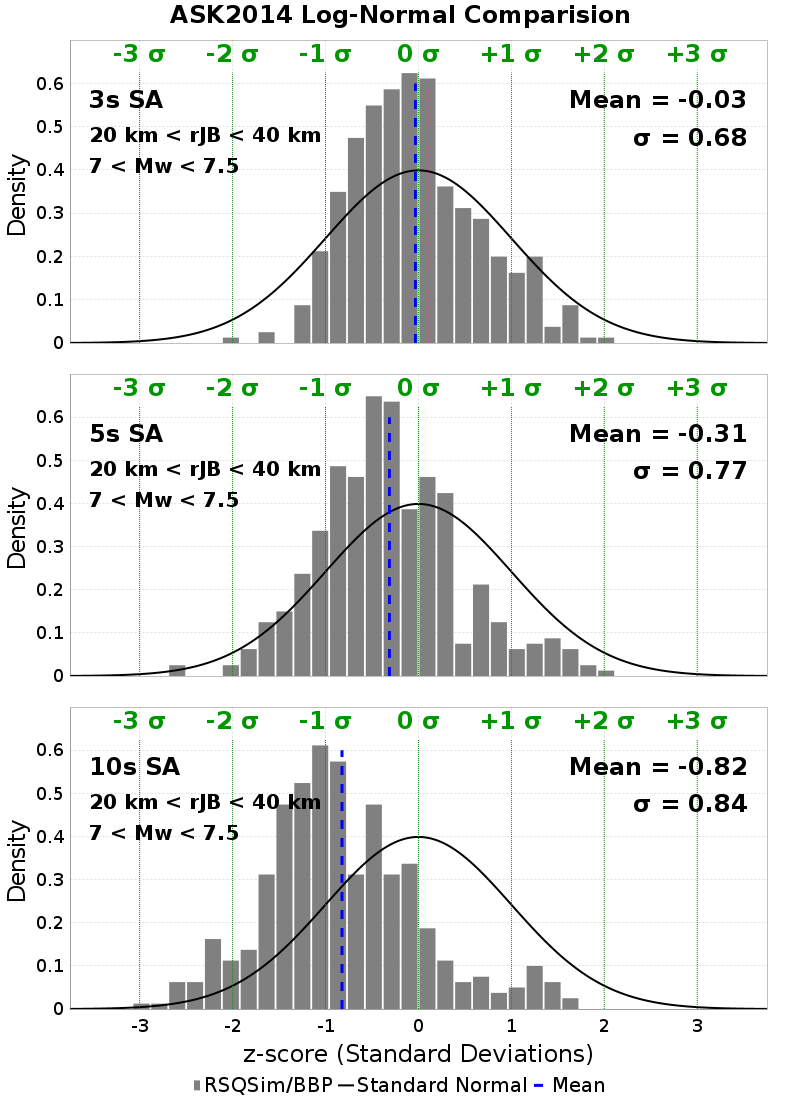 ASK2014 Log-Normal Comparision
-3 σ -2 σ -1 σ 0 σ +1 σ +2 σ +3 σ
3s SA
20 km < rJB < 40 km
7 < Mw < 7.5
Mean = -0.03
σ = 0.68
Density
0.6
0.5
0.4
0.3
0.2
0.1
0
-3 σ -2 σ -1 σ 0 σ +1 σ +2 σ +3 σ
5s SA
20 km < rJB < 40 km
7 < Mw < 7.5
Mean = -0.31
σ = 0.77
Density
0.6
0.5
0.4
0.3
0.2
0.1
0
-3 σ -2 σ -1 σ 0 σ +1 σ +2 σ +3 σ
10s SA
20 km < rJB < 40 km
7 < Mw < 7.5
Mean = -0.82
σ = 0.84
Density
0.6
0.5
0.4
0.3
0.2
0.1
0
-3 -2 -1 0 1 2 3
z-score (Standard Deviations)
RSQSim/BBP Standard Normal Mean